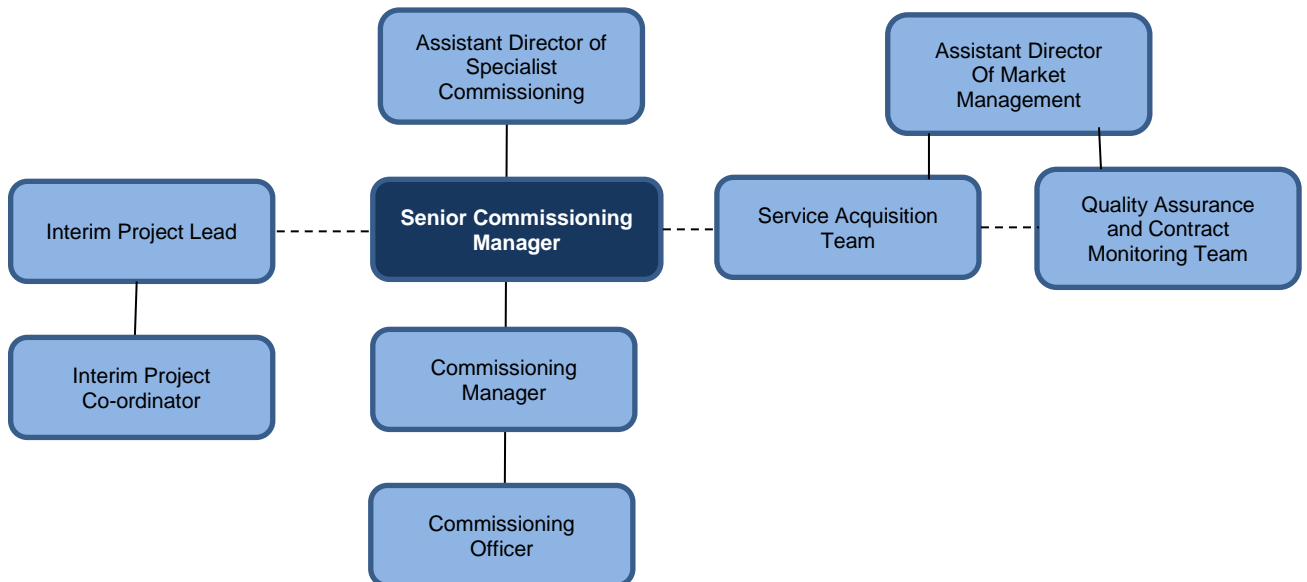 Assistant Director of
Specialist
Commissioning
Assistant Director
Of Market
Management
Interim Project Lead
Senior Commissioning
Manager
Service Acquisition
Team
Quality Assurance
and Contract
Monitoring Team
Interim Project
Co-ordinator
Commissioning
Manager
Commissioning
Officer